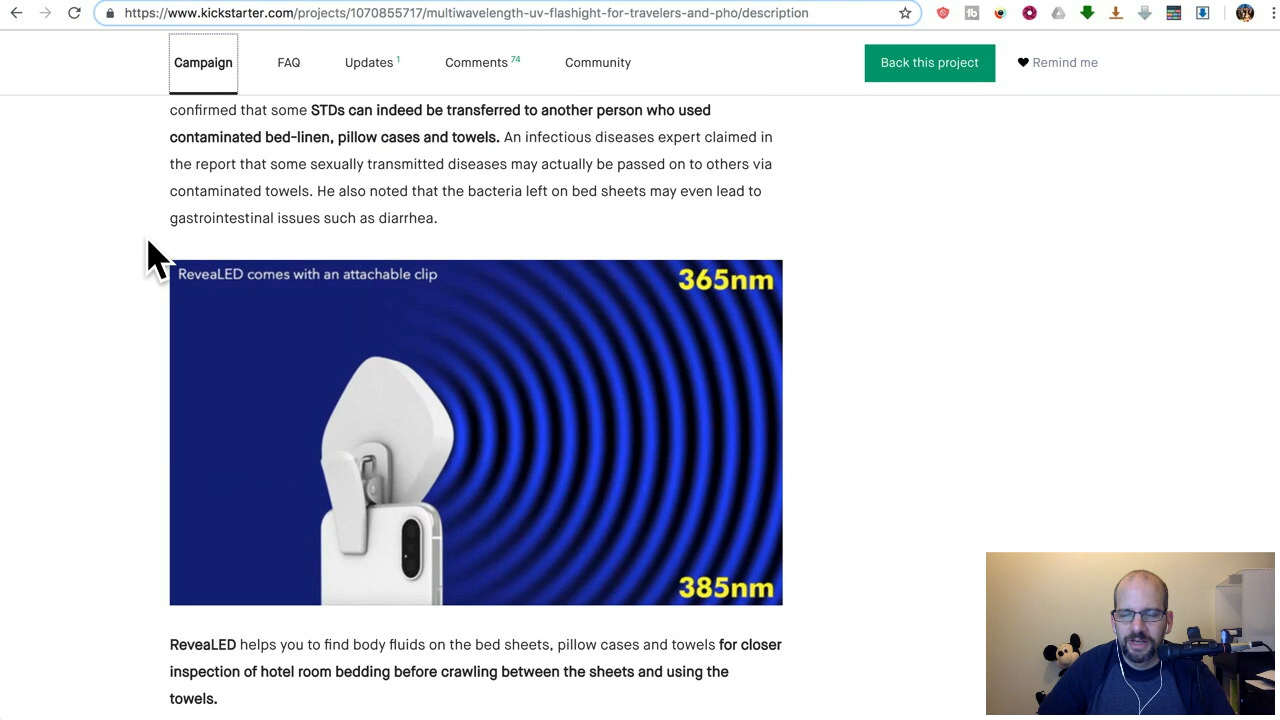 https://www.kickstarter.com/projects/1070855717/multiwavelength-uv-flashight-for-travelers-and-pho/description
Campaign FAQ Updates 1 Comments 74 Community Back this project Remind me
confirmed that some STDs can indeed be transferred to another person who used
contaminated bed-linen, pillow cases and towels. An infectious diseases expert claimed in
the report that some sexually transmitted diseases may actually be passed on to others via
contaminated towels. He also noted that the bacteria left on bed sheets may even lead to
gastrointestinal issues such as diarrhea.
ReveaLED comes with an attachable clip
365nm
385nm
ReveaLED helps you to find body fluids on the bed sheets, pillow cases and towels for closer
inspection of hotel room bedding before crawling between the sheets and using the
towels.